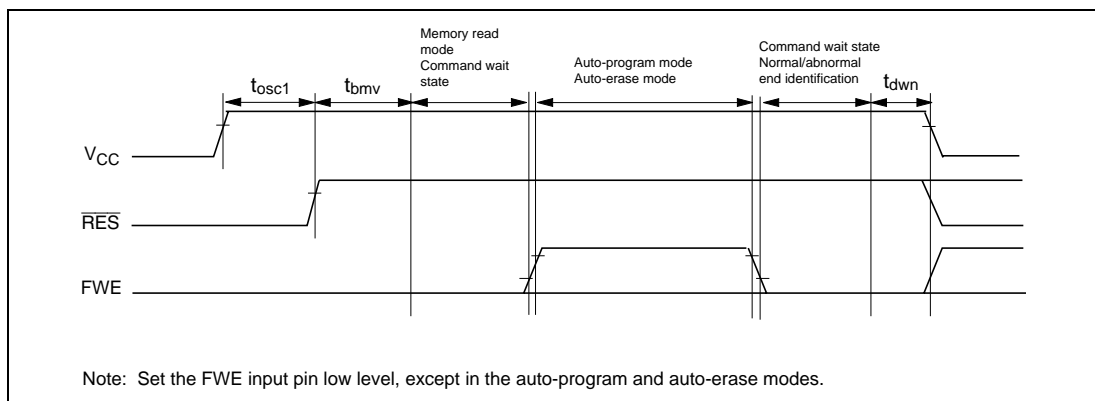 Memory read
mode
Command wait
state
Auto-program mode
Auto-erase mode
Command wait state
Normal/abnormal
end identification
tosc1
tbmv
tdwn
VCC
RES
FWE
Note: Set the FWE input pin low level, except in the auto-program and auto-erase modes.